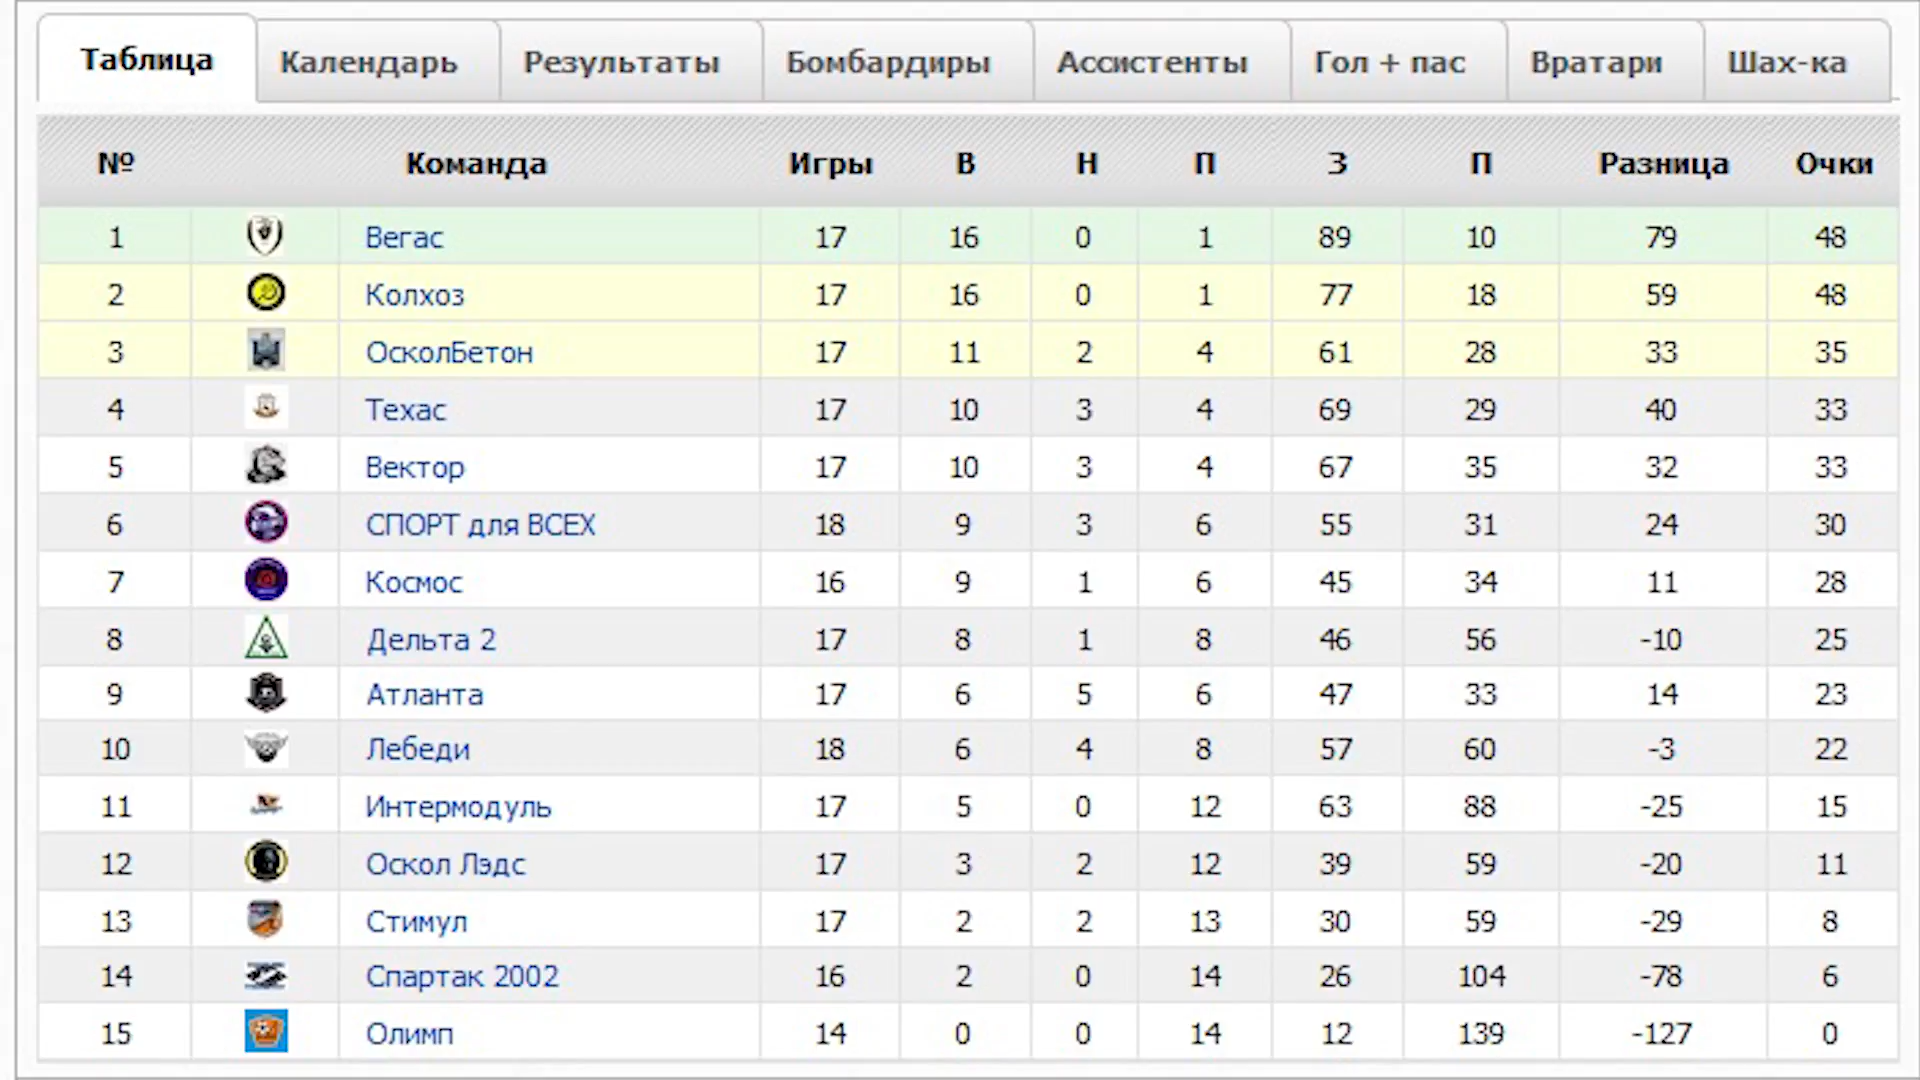 Таблица Календарь Результаты Бомбардиры Ассистенты Гол + пас Вратари Шах-ка
№ Команда Игры В Н П З П Разница Очки
1 Вегас 17 16 0 1 89 10 79 48
2 Колхоз 17 16 0 1 77 18 59 48
3 ОсколБетон 17 11 2 4 61 28 33 35
4 Техас 17 10 3 4 69 29 40 33
5 Вектор 17 10 3 4 67 35 32 33
6 СПОРТ для ВСЕХ 18 9 3 6 55 31 24 30
7 Космос 16 9 1 6 45 34 11 28
8 Дельта 2 17 8 1 8 46 56 -10 25
9 Атланта 17 6 5 6 47 33 14 23
10 Лебеди 18 6 4 8 57 60 -3 22
11 Интермодуль 17 5 0 12 63 88 -25 15
12 Оскол Лэдс 17 3 2 12 39 59 -20 11
13 Стимул 17 2 2 13 30 59 -29 8
14 Спартак 2002 16 2 0 14 26 104 -78 6
15 Олимп 14 0 0 14 12 139 -127 0